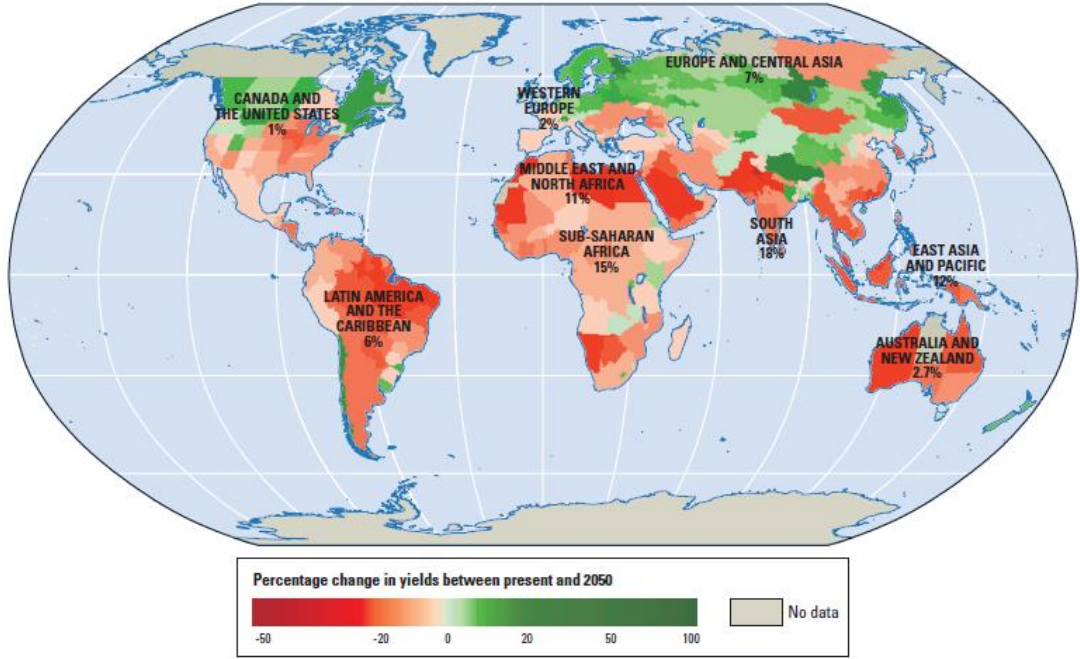 CANADA AND
THE UNITED STATES
1%
WESTERN
EUROPE
2%
EUROPE AND CENTRAL ASIA
7%
MIDDLE EAST AND
NORTH AFRICA
11%
SUB-SAHARAN
AFRICA
15%
SOUTH
ASIA
18%
EAST ASIA
AND PACIFIC
12%
LATIN AMERICA
AND THE
CARIBBEAN
6%
AUSTRALIA AND
NEW ZEALAND
2.7%
Percentage change in yields between present and 2050
-50 -20 0 20 50 100
No data